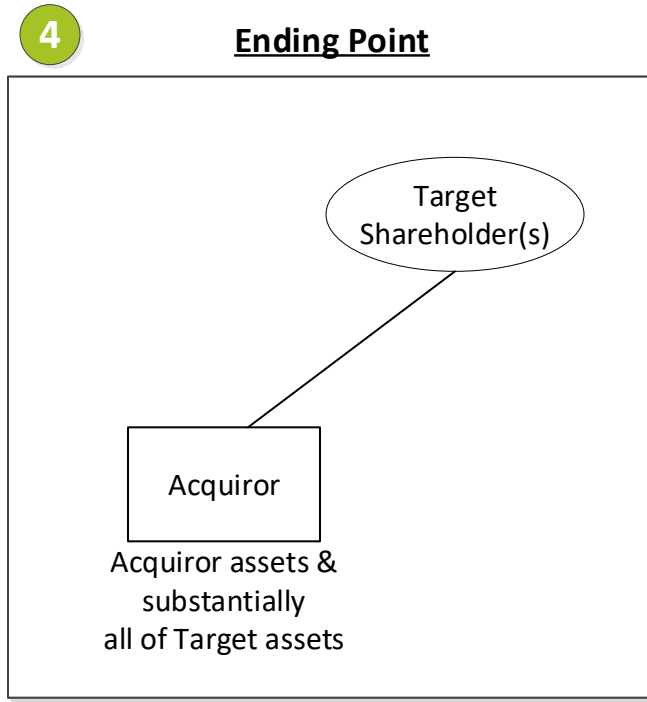 4
Ending Point
Target
Shareholder(s)
Acquiror
Acquiror assets &
substantially
all of Target assets